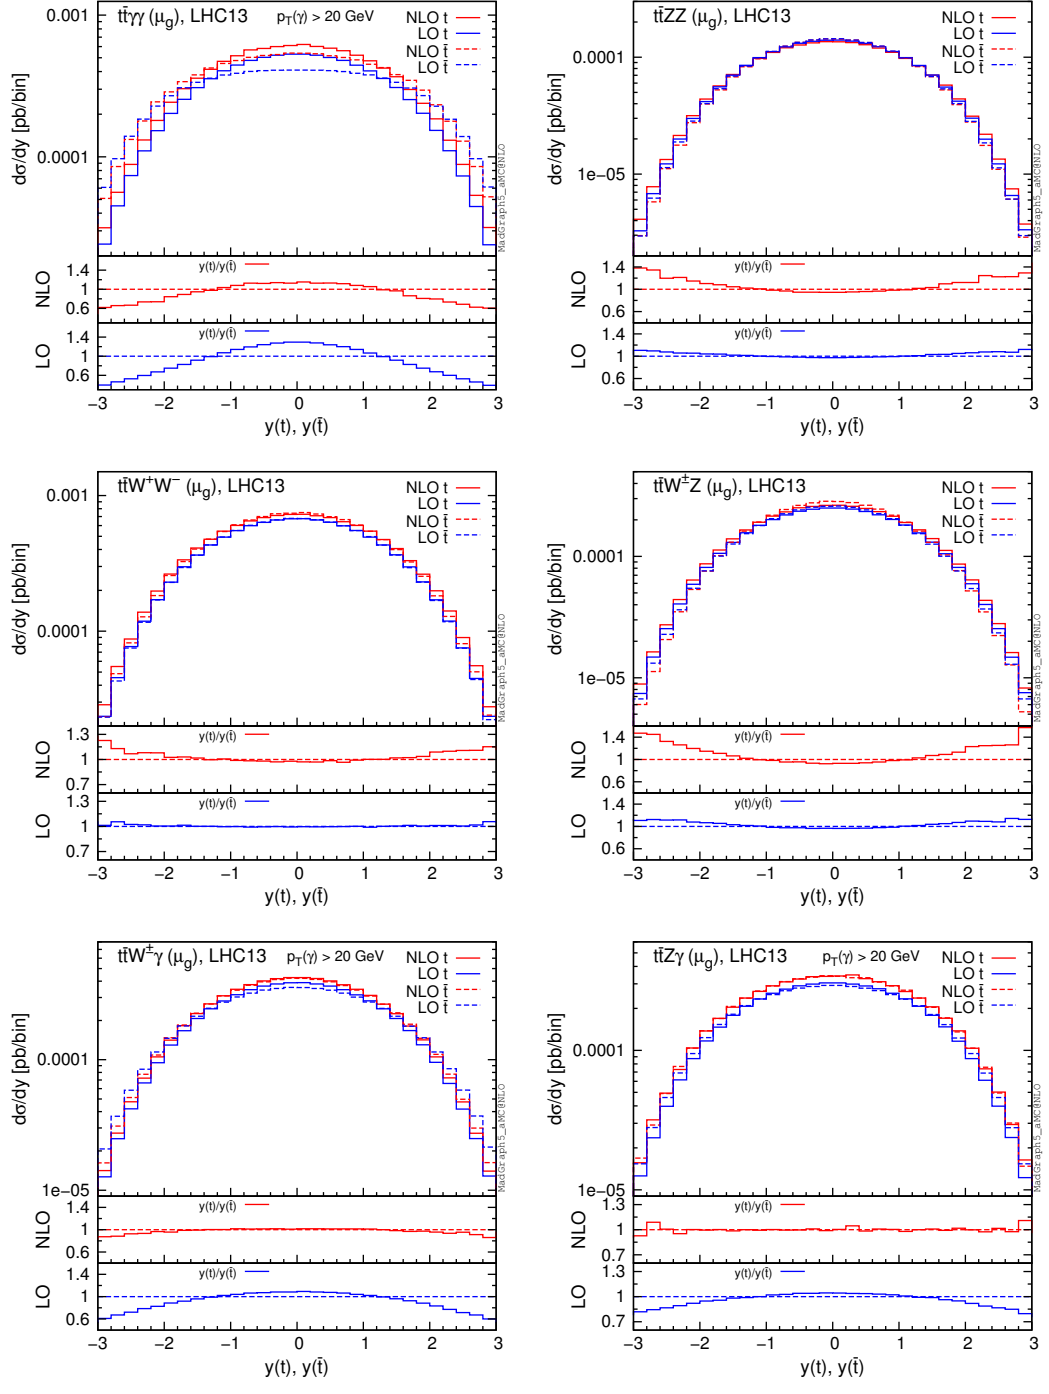 tt̄γγ (μg), LHC13 pT(γ) > 20 GeV
NLO t
LO t
NLO t̄
LO t̄
0.001
0.0001
dσ/dy [pb/bin]
MadGraph5_aMC@NLO
y(t)/y(t̄)
NLO
1.4
1
0.6
y(t)/y(t̄)
LO
1.4
1
0.6
−3 −2 −1 0 1 2 3
y(t), y(t̄)
tt̄ZZ (μg), LHC13
NLO t
LO t
NLO t̄
LO t̄
0.0001
1e−05
dσ/dy [pb/bin]
MadGraph5_aMC@NLO
y(t)/y(t̄)
NLO
1.4
1
0.6
y(t)/y(t̄)
LO
1.4
1
0.6
−3 −2 −1 0 1 2 3
y(t), y(t̄)
tt̄W⁺W⁻ (μg), LHC13
NLO t
LO t
NLO t̄
LO t̄
0.001
0.0001
dσ/dy [pb/bin]
MadGraph5_aMC@NLO
y(t)/y(t̄)
NLO
1.3
1
0.7
y(t)/y(t̄)
LO
1.3
1
0.7
−3 −2 −1 0 1 2 3
y(t), y(t̄)
tt̄W±Z (μg), LHC13
NLO t
LO t
NLO t̄
LO t̄
0.0001
1e−05
dσ/dy [pb/bin]
MadGraph5_aMC@NLO
y(t)/y(t̄)
NLO
1.4
1
0.6
y(t)/y(t̄)
LO
1.4
1
0.6
−3 −2 −1 0 1 2 3
y(t), y(t̄)
tt̄W±γ (μg), LHC13 pT(γ) > 20 GeV
NLO t
LO t
NLO t̄
LO t̄
0.0001
1e−05
dσ/dy [pb/bin]
MadGraph5_aMC@NLO
y(t)/y(t̄)
NLO
1.4
1
0.6
y(t)/y(t̄)
LO
1.4
1
0.6
−3 −2 −1 0 1 2 3
y(t), y(t̄)
tt̄Zγ (μg), LHC13 pT(γ) > 20 GeV
NLO t
LO t
NLO t̄
LO t̄
0.0001
1e−05
dσ/dy [pb/bin]
MadGraph5_aMC@NLO
y(t)/y(t̄)
NLO
1.3
1
0.7
y(t)/y(t̄)
LO
1.3
1
0.7
−3 −2 −1 0 1 2 3
y(t), y(t̄)